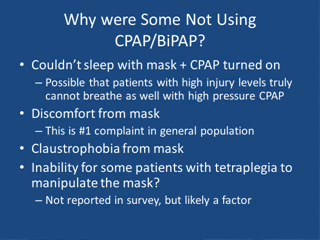 Why were Some Not Using
CPAP/BiPAP?
• Couldn't sleep with mask + CPAP turned on
– Possible that patients with high injury levels truly
cannot breathe as well with high pressure CPAP
• Discomfort from mask
– This is #1 complaint in general population
• Claustrophobia from mask
• Inability for some patients with tetraplegia to
manipulate the mask?
– Not reported in survey, but likely a factor